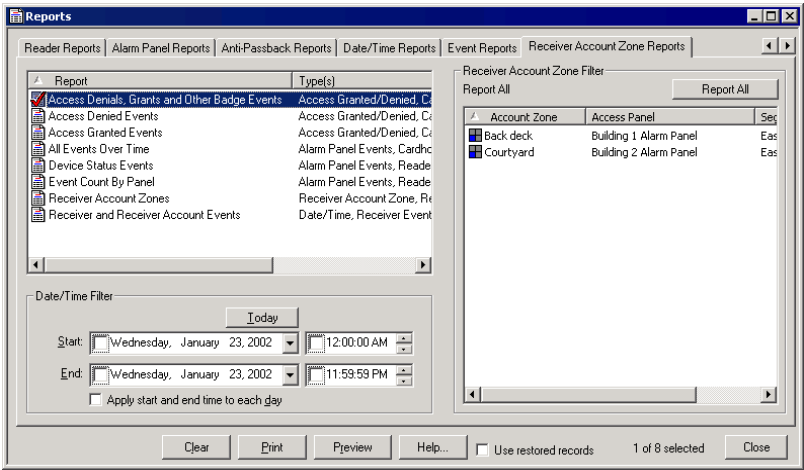 Reports
Reader Reports Alarm Panel Reports Anti-Passback Reports Date/Time Reports Event Reports Receiver Account Zone Reports
Report Type(s)
Access Denials, Grants and Other Badge Events Access Granted/Denied, Ca
Access Denied Events Access Granted/Denied, Ca
Access Granted Events Access Granted/Denied, Ca
All Events Over Time Alarm Panel Events, Cardho
Device Status Events Alarm Panel Events, Reade
Event Count By Panel Alarm Panel Events, Reade
Receiver Account Zones Receiver Account Zone, Re
Receiver and Receiver Account Events Date/Time, Receiver Event
Receiver Account Zone Filter
Report All Report All
Account Zone Access Panel Seg
Back deck Building 1 Alarm Panel Eas
Courtyard Building 2 Alarm Panel Eas
Date/Time Filter
Today
Start: Wednesday, January 23, 2002 12:00:00 AM
End: Wednesday, January 23, 2002 11:59:59 PM
Apply start and end time to each day
Clear Print Preview Help... Use restored records 1 of 8 selected Close